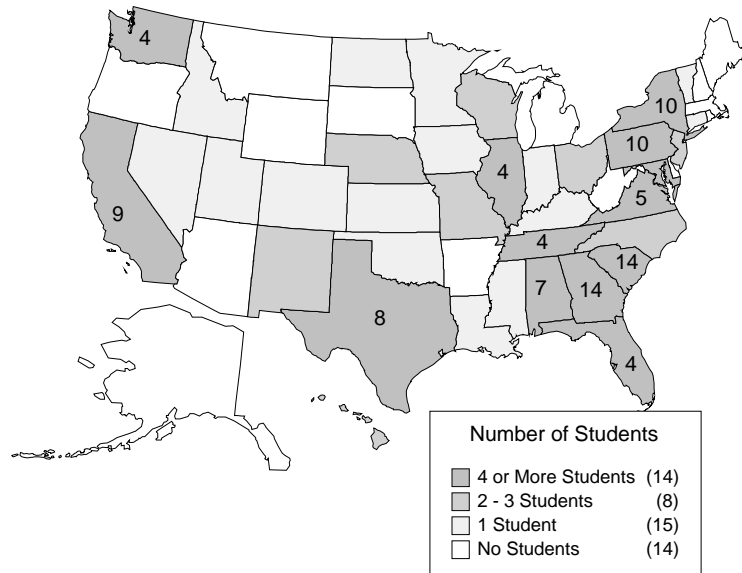 4
10
10
4
9
5
4
14
7
14
8
4
Number of Students
4 or More Students (14)
2 - 3 Students (8)
1 Student (15)
No Students (14)